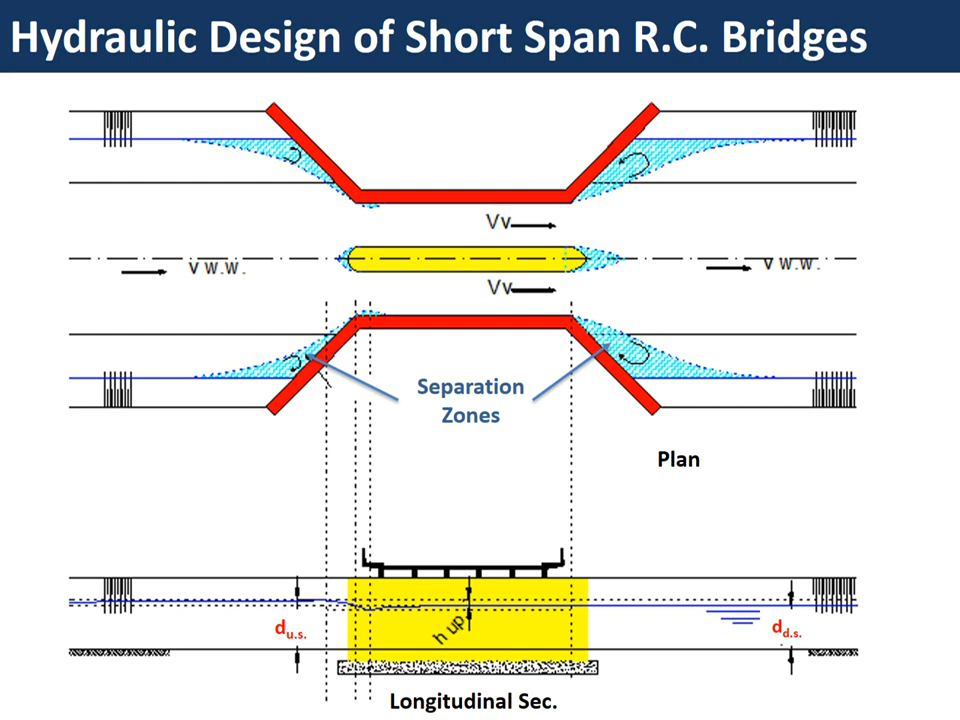 Hydraulic Design of Short Span R.C. Bridges
Vv
V W.W.
V W.W.
Vv
Separation
Zones
Plan
h up
d u.s.
d d.s.
Longitudinal Sec.